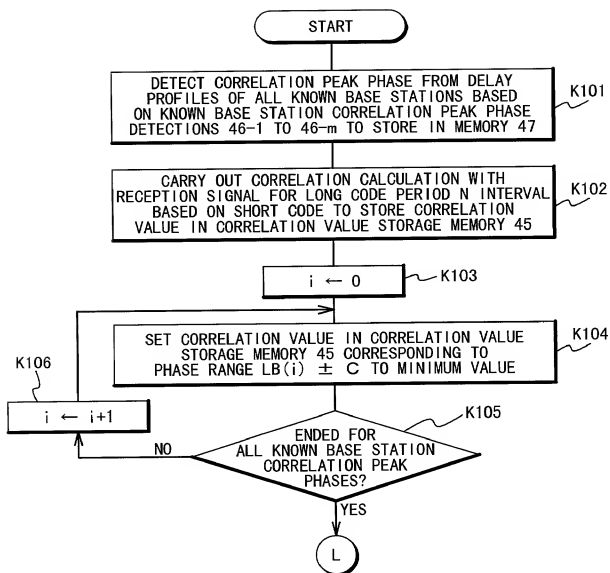 START
DETECT CORRELATION PEAK PHASE FROM DELAY
PROFILES OF ALL KNOWN BASE STATIONS BASED
ON KNOWN BASE STATION CORRELATION PEAK PHASE
DETECTIONS 46-1 TO 46-m TO STORE IN MEMORY 47
K101
CARRY OUT CORRELATION CALCULATION WITH
RECEPTION SIGNAL FOR LONG CODE PERIOD N INTERVAL
BASED ON SHORT CODE TO STORE CORRELATION
VALUE IN CORRELATION VALUE STORAGE MEMORY 45
K102
i ← 0
K103
SET CORRELATION VALUE IN CORRELATION VALUE
STORAGE MEMORY 45 CORRESPONDING TO
PHASE RANGE LB(i) ± C TO MINIMUM VALUE
K104
K106
i ← i+1
K105
ENDED FOR
ALL KNOWN BASE STATION
CORRELATION PEAK
PHASES?
NO
YES
L